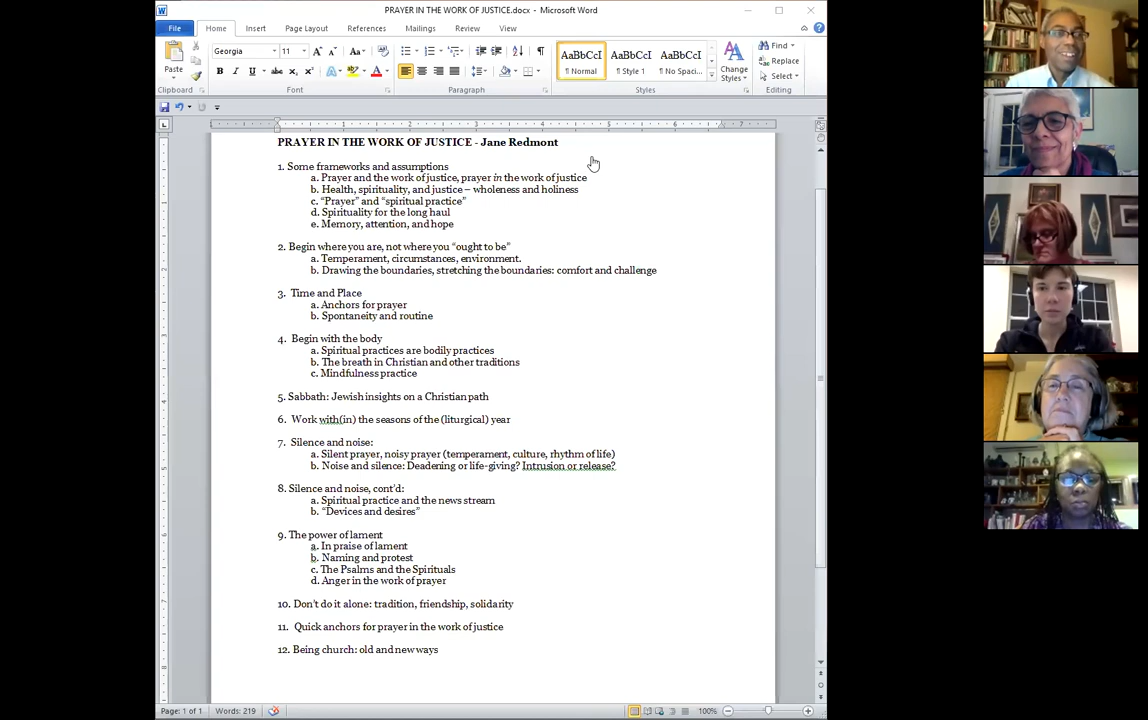 PRAYER IN THE WORK OF JUSTICE.docx - Microsoft Word
File Home Insert Page Layout References Mailings Review View
Georgia 11
Paste
B I U abc X₂ X²
AaBbCcI AaBbCcI AaBbCcI
¶ Normal ¶ Style 1 ¶ No Spaci...
Change Styles
Find
Replace
Select
Clipboard Font Paragraph Styles Editing
1 2 3 4 5 6 7
PRAYER IN THE WORK OF JUSTICE - Jane Redmont
1. Some frameworks and assumptions
a. Prayer and the work of justice, prayer in the work of justice
b. Health, spirituality, and justice – wholeness and holiness
c. “Prayer” and “spiritual practice”
d. Spirituality for the long haul
e. Memory, attention, and hope
2. Begin where you are, not where you “ought to be”
a. Temperament, circumstances, environment.
b. Drawing the boundaries, stretching the boundaries: comfort and challenge
3. Time and Place
a. Anchors for prayer
b. Spontaneity and routine
4. Begin with the body
a. Spiritual practices are bodily practices
b. The breath in Christian and other traditions
c. Mindfulness practice
5. Sabbath: Jewish insights on a Christian path
6. Work with(in) the seasons of the (liturgical) year
7. Silence and noise:
a. Silent prayer, noisy prayer (temperament, culture, rhythm of life)
b. Noise and silence: Deadening or life-giving? Intrusion or release?
8. Silence and noise, cont’d:
a. Spiritual practice and the news stream
b. “Devices and desires”
9. The power of lament
a. In praise of lament
b. Naming and protest
c. The Psalms and the Spirituals
d. Anger in the work of prayer
10. Don’t do it alone: tradition, friendship, solidarity
11. Quick anchors for prayer in the work of justice
12. Being church: old and new ways
Page: 1 of 1 Words: 219 100%